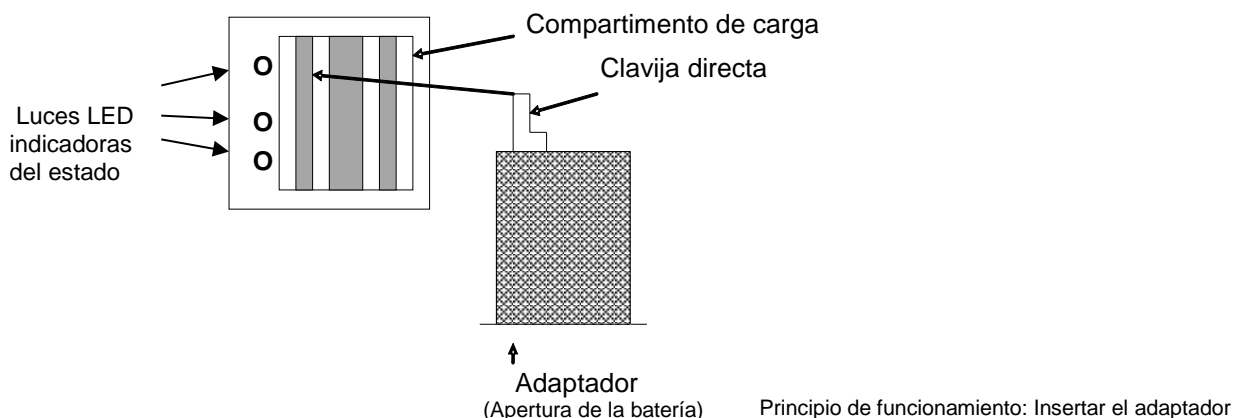 Compartimento de carga
Clavija directa
O
O
O
Luces LED
indicadoras
del estado
Adaptador
(Apertura de la batería)
Principio de funcionamiento: Insertar el adaptador